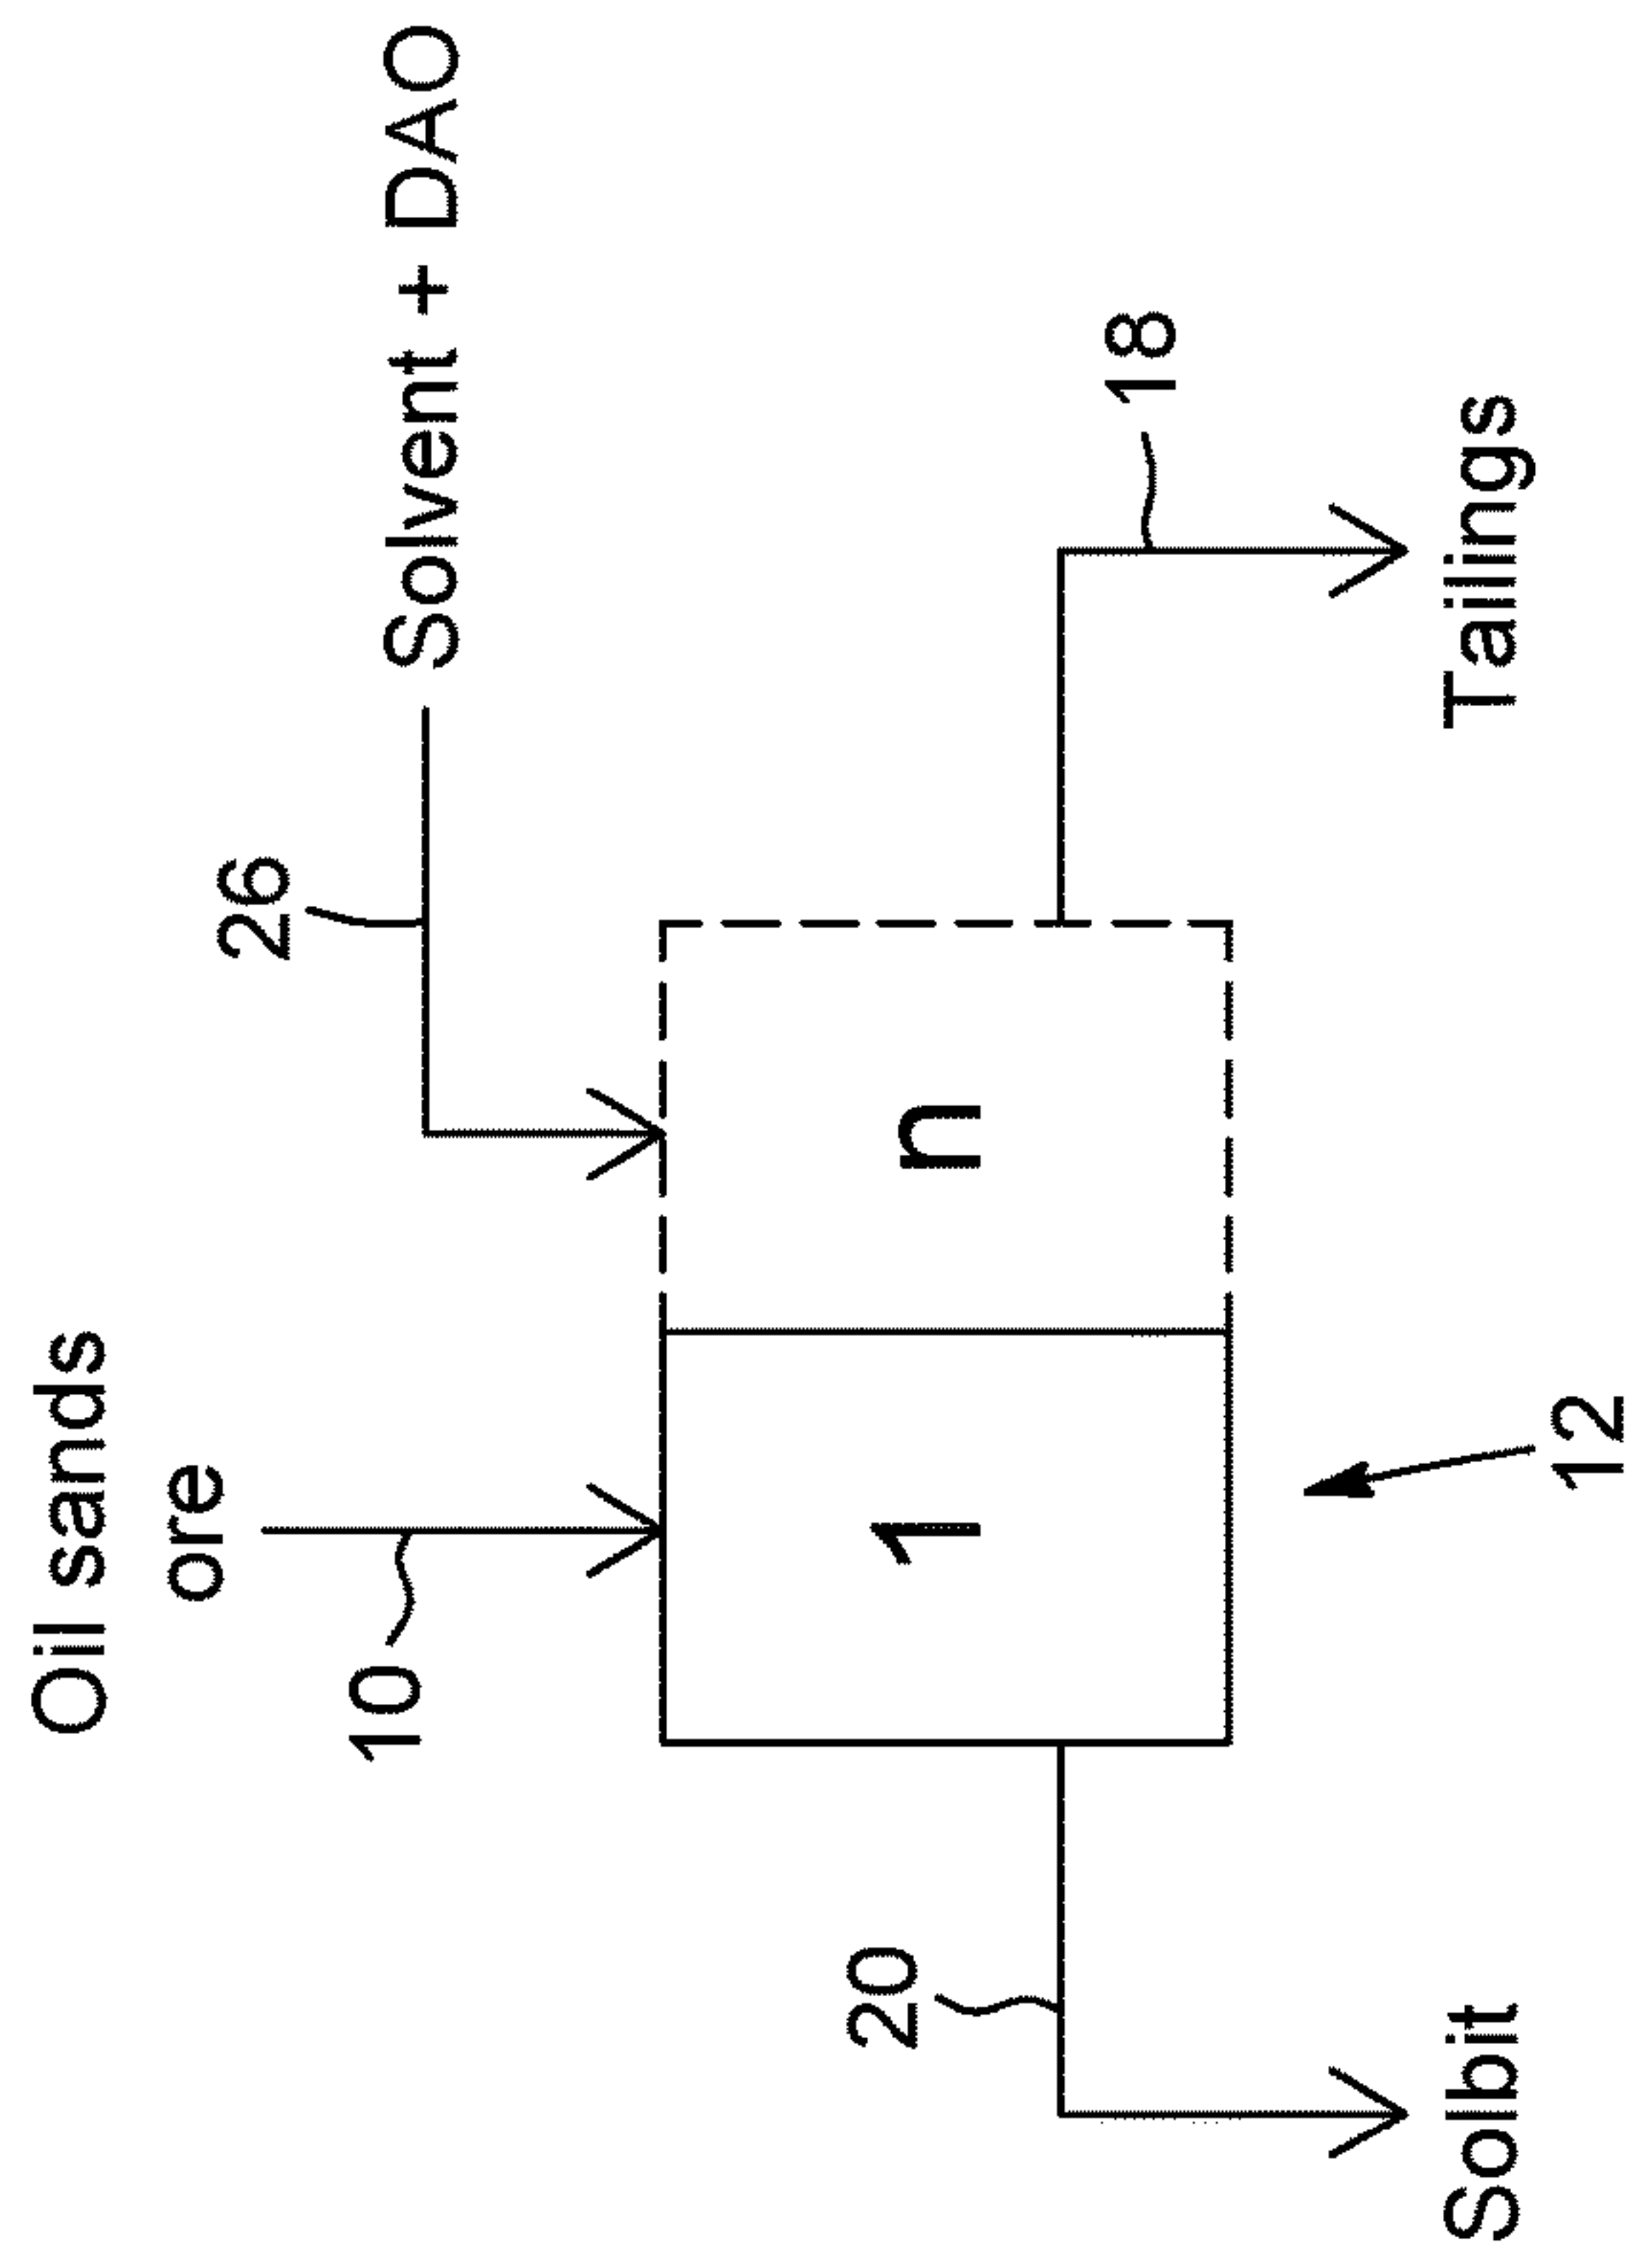 Oil sands
ore
Solvent + DAO
26
10
1
n
20
18
12
Solbit
Tailings